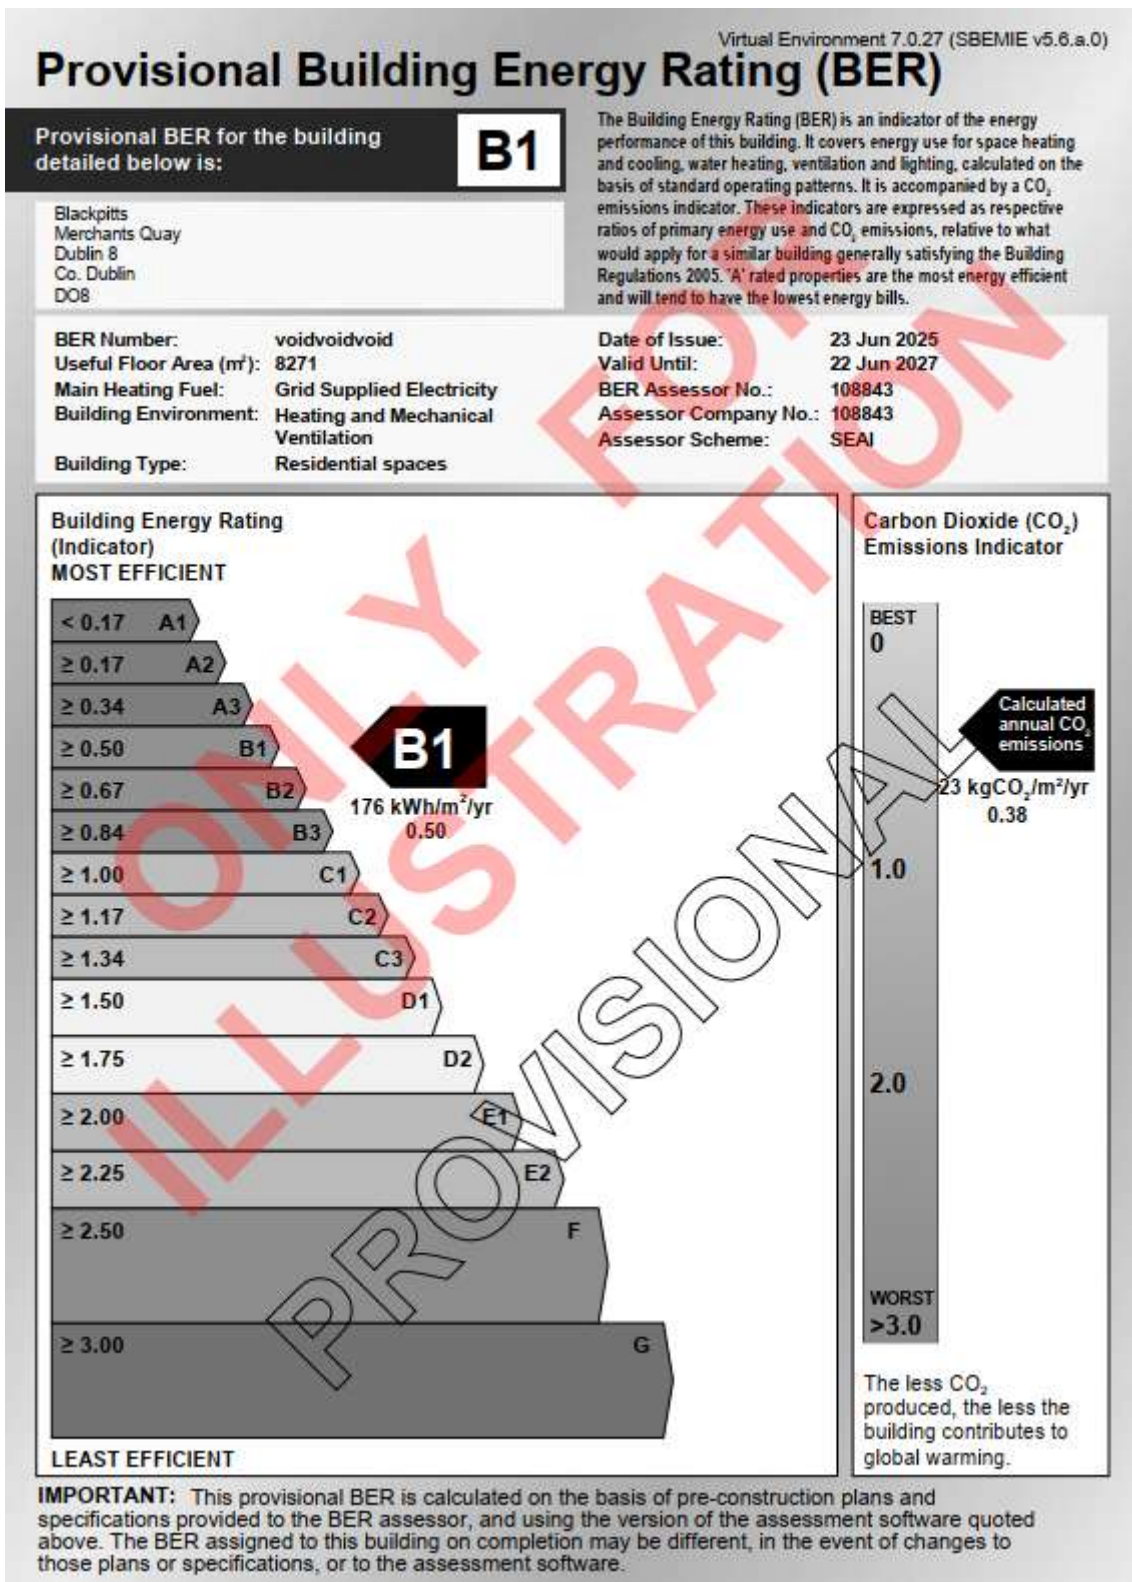 Virtual Environment 7.0.27 (SBEMIE v5.6.a.0)
Provisional Building Energy Rating (BER)
Provisional BER for the building
detailed below is:
B1
The Building Energy Rating (BER) is an indicator of the energy
performance of this building. It covers energy use for space heating
and cooling, water heating, ventilation and lighting, calculated on the
basis of standard operating patterns. It is accompanied by a CO₂
emissions indicator. These indicators are expressed as respective
ratios of primary energy use and CO₂ emissions, relative to what
would apply for a similar building generally satisfying the Building
Regulations 2005. 'A' rated properties are the most energy efficient
and will tend to have the lowest energy bills.
Blackpitts
Merchants Quay
Dublin 8
Co. Dublin
DO8
BER Number: voidvoidvoid
Useful Floor Area (m²): 8271
Main Heating Fuel: Grid Supplied Electricity
Building Environment: Heating and Mechanical
Ventilation
Building Type: Residential spaces
Date of Issue: 23 Jun 2025
Valid Until: 22 Jun 2027
BER Assessor No.: 108843
Assessor Company No.: 108843
Assessor Scheme: SEAI
ONLY FOR
ILLUSTRATION
PROVISIONAL
Building Energy Rating
(Indicator)
MOST EFFICIENT
< 0.17 A1
≥ 0.17 A2
≥ 0.34 A3
≥ 0.50 B1
≥ 0.67 B2
≥ 0.84 B3
≥ 1.00 C1
≥ 1.17 C2
≥ 1.34 C3
≥ 1.50 D1
≥ 1.75 D2
≥ 2.00 E1
≥ 2.25 E2
≥ 2.50 F
≥ 3.00 G
LEAST EFFICIENT
B1
176 kWh/m²/yr
0.50
Carbon Dioxide (CO₂)
Emissions Indicator
BEST
0
Calculated
annual CO₂
emissions
23 kgCO₂/m²/yr
0.38
1.0
2.0
WORST
>3.0
The less CO₂
produced, the less the
building contributes to
global warming.
IMPORTANT: This provisional BER is calculated on the basis of pre-construction plans and
specifications provided to the BER assessor, and using the version of the assessment software quoted
above. The BER assigned to this building on completion may be different, in the event of changes to
those plans or specifications, or to the assessment software.